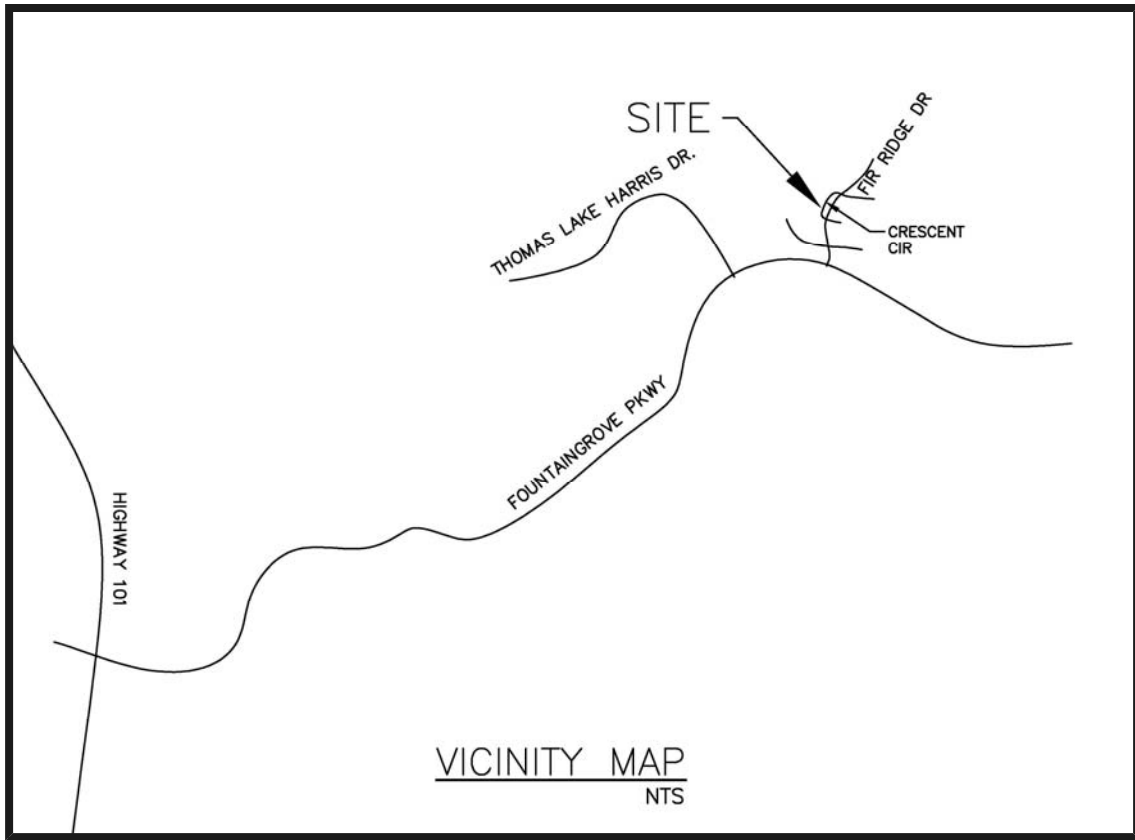 SITE
FIR RIDGE DR
THOMAS LAKE HARRIS DR.
CRESCENT
CIR
FOUNTAINGROVE PKWY
HIGHWAY 101
VICINITY MAP
NTS